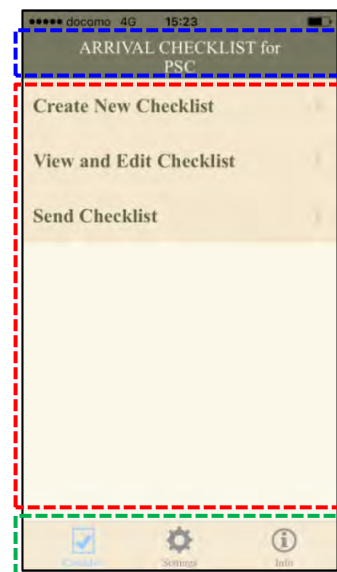 docomo 4G 15:23
ARRIVAL CHECKLIST for
PSC
Create New Checklist
View and Edit Checklist
Send Checklist
Checklist Settings Info